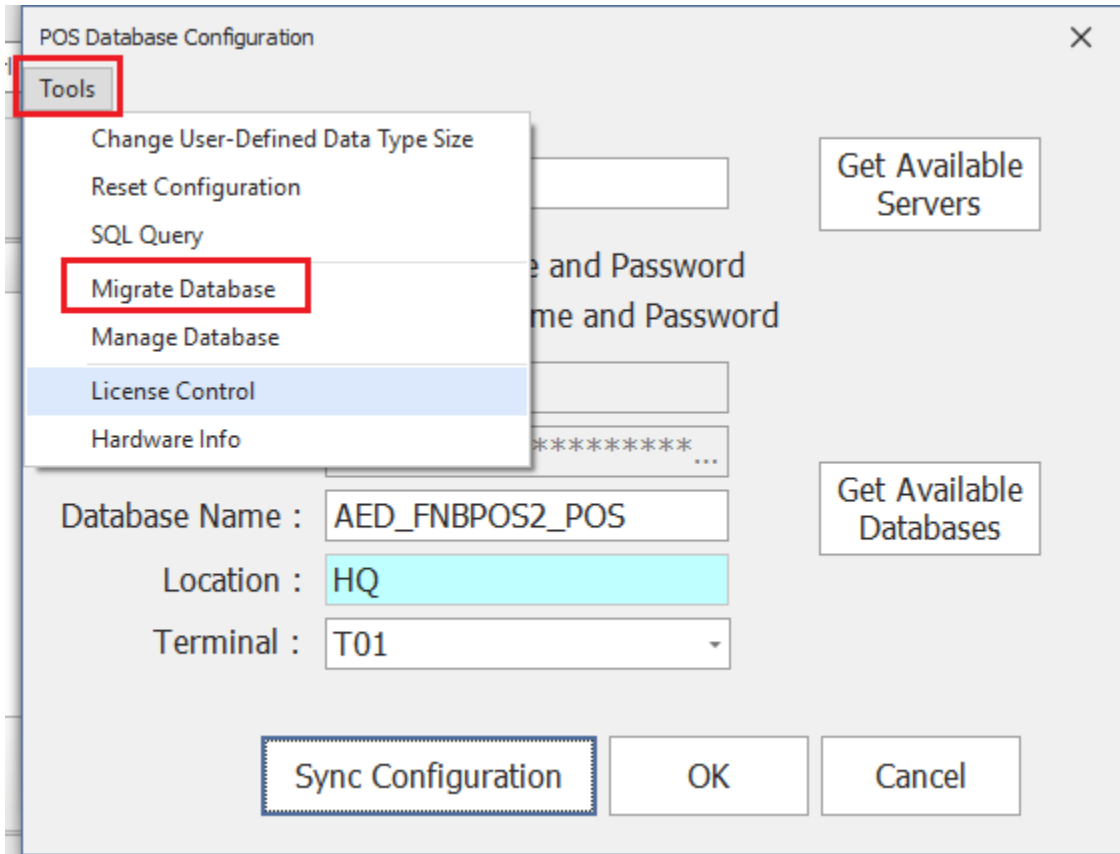 POS Database Configuration
Tools
Change User-Defined Data Type Size
Reset Configuration
SQL Query
Migrate Database
Manage Database
License Control
Hardware Info
Get Available
Servers
and Password
and Password
*********...
Get Available
Databases
Database Name : AED_FNBPOS2_POS
Location : HQ
Terminal : T01
Sync Configuration
OK
Cancel